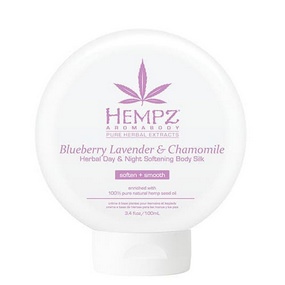 HEMPZ
AROMABODY
PURE HERBAL EXTRACTS
Blueberry Lavender & Chamomile
Herbal Day & Night Softening Body Silk
soften + smooth
enriched with:
100% pure natural hemp seed oil
3.4 fl.oz./100mL